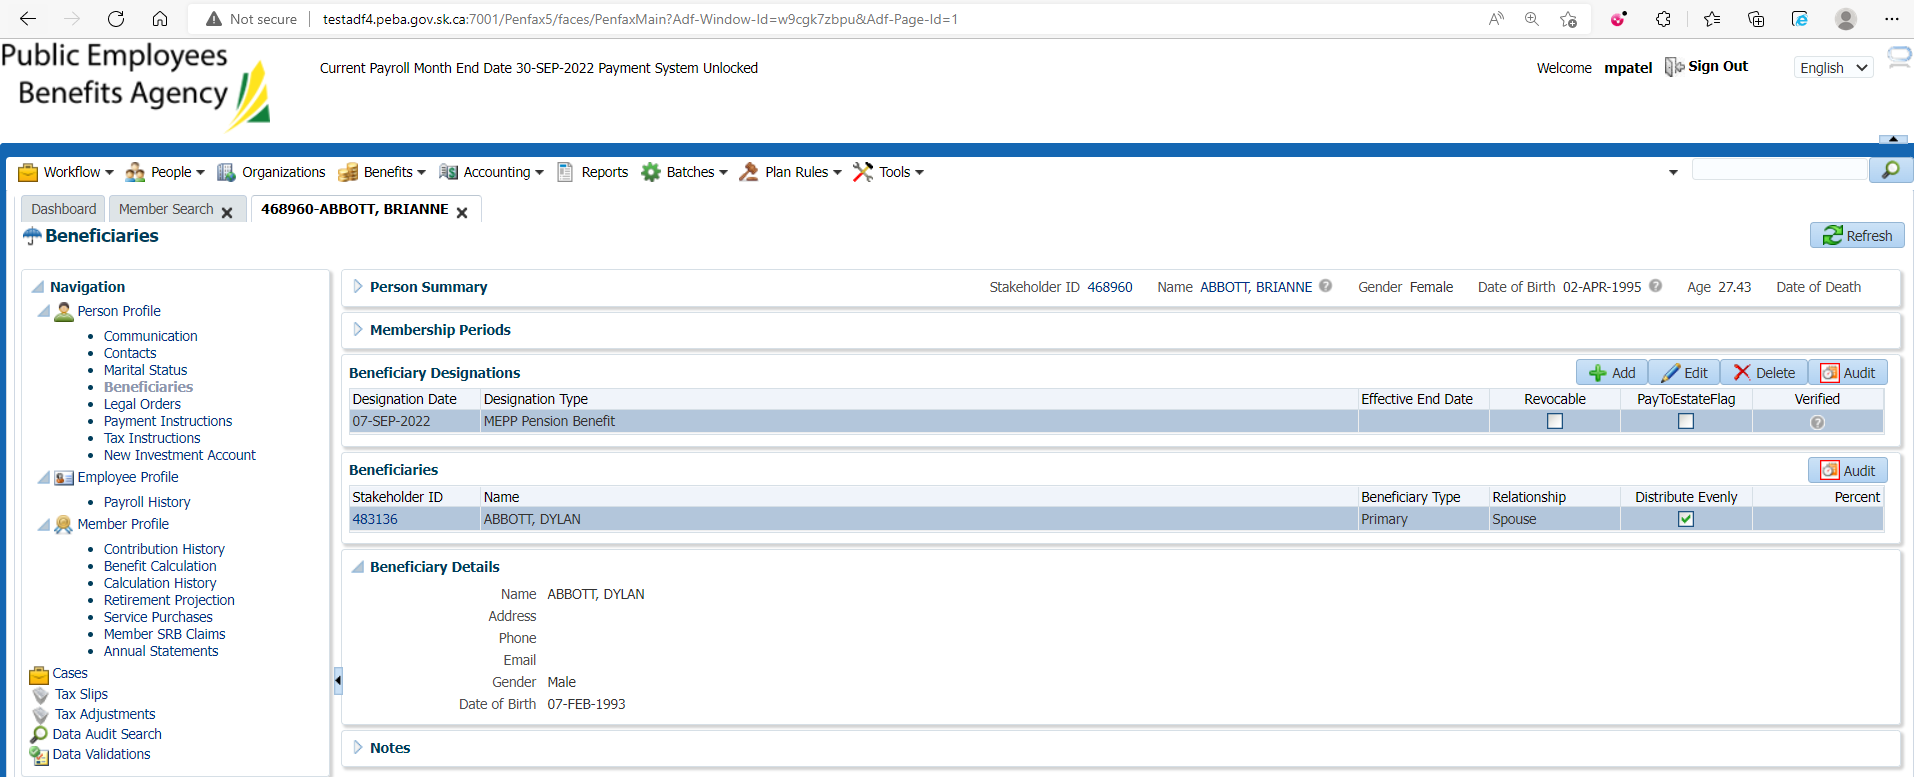 Not secure testadf4.peba.gov.sk.ca:7001/Penfax5/faces/PenfaxMain?Adf-Window-Id=w9cgk7zbpu&Adf-Page-Id=1
Public Employees
Benefits Agency
Current Payroll Month End Date 30-SEP-2022 Payment System Unlocked
Welcome mpatel Sign Out English
Workflow People Organizations Benefits Accounting Reports Batches Plan Rules Tools
Dashboard Member Search 468960-ABBOTT, BRIANNE
Beneficiaries
Refresh
Navigation
Person Profile
Communication
Contacts
Marital Status
Beneficiaries
Legal Orders
Payment Instructions
Tax Instructions
New Investment Account
Employee Profile
Payroll History
Member Profile
Contribution History
Benefit Calculation
Calculation History
Retirement Projection
Service Purchases
Member SRB Claims
Annual Statements
Cases
Tax Slips
Tax Adjustments
Data Audit Search
Data Validations
Person Summary Stakeholder ID 468960 Name ABBOTT, BRIANNE Gender Female Date of Birth 02-APR-1995 Age 27.43 Date of Death
Membership Periods
Beneficiary Designations Add Edit Delete Audit
Designation Date Designation Type Effective End Date Revocable PayToEstateFlag Verified
07-SEP-2022 MEPP Pension Benefit
Beneficiaries Audit
Stakeholder ID Name Beneficiary Type Relationship Distribute Evenly Percent
483136 ABBOTT, DYLAN Primary Spouse
Beneficiary Details
Name ABBOTT, DYLAN
Address
Phone
Email
Gender Male
Date of Birth 07-FEB-1993
Notes